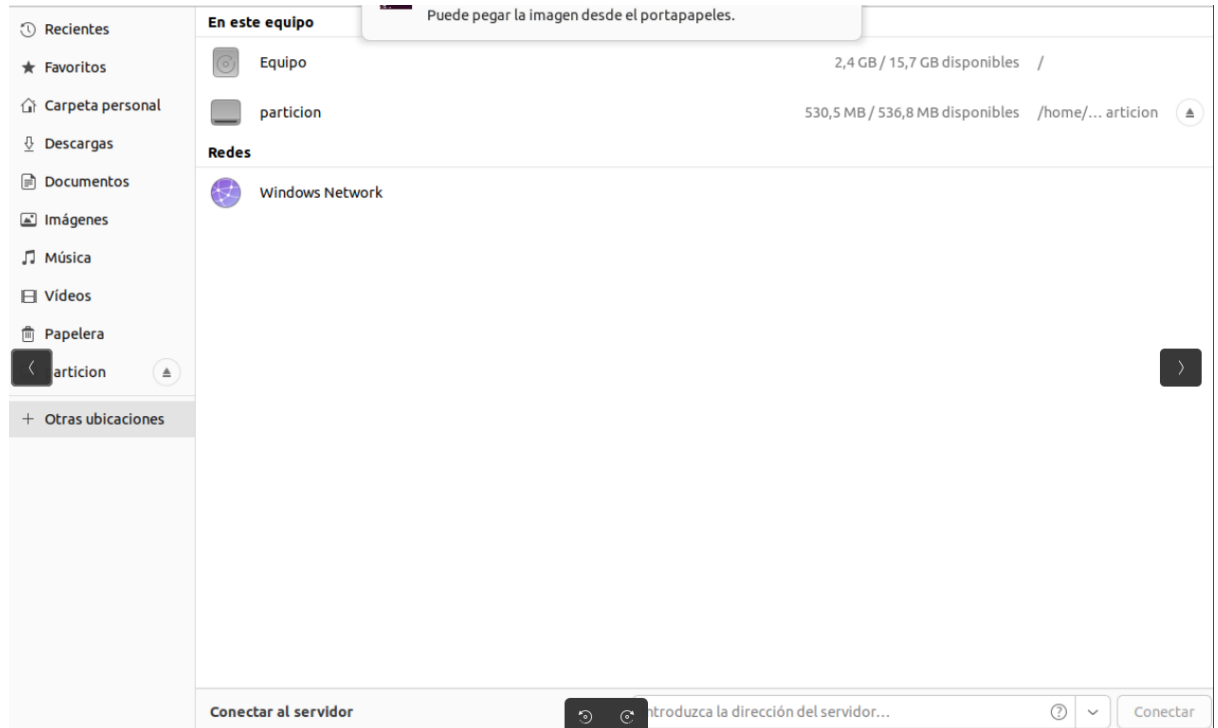 Puede pegar la imagen desde el portapapeles.
Recientes
Favoritos
Carpeta personal
Descargas
Documentos
Imágenes
Música
Vídeos
Papelera
articion
Otras ubicaciones
En este equipo
Equipo 2,4 GB / 15,7 GB disponibles /
particion 530,5 MB / 536,8 MB disponibles /home/… articion
Redes
Windows Network
Conectar al servidor ntroduzca la dirección del servidor... Conectar